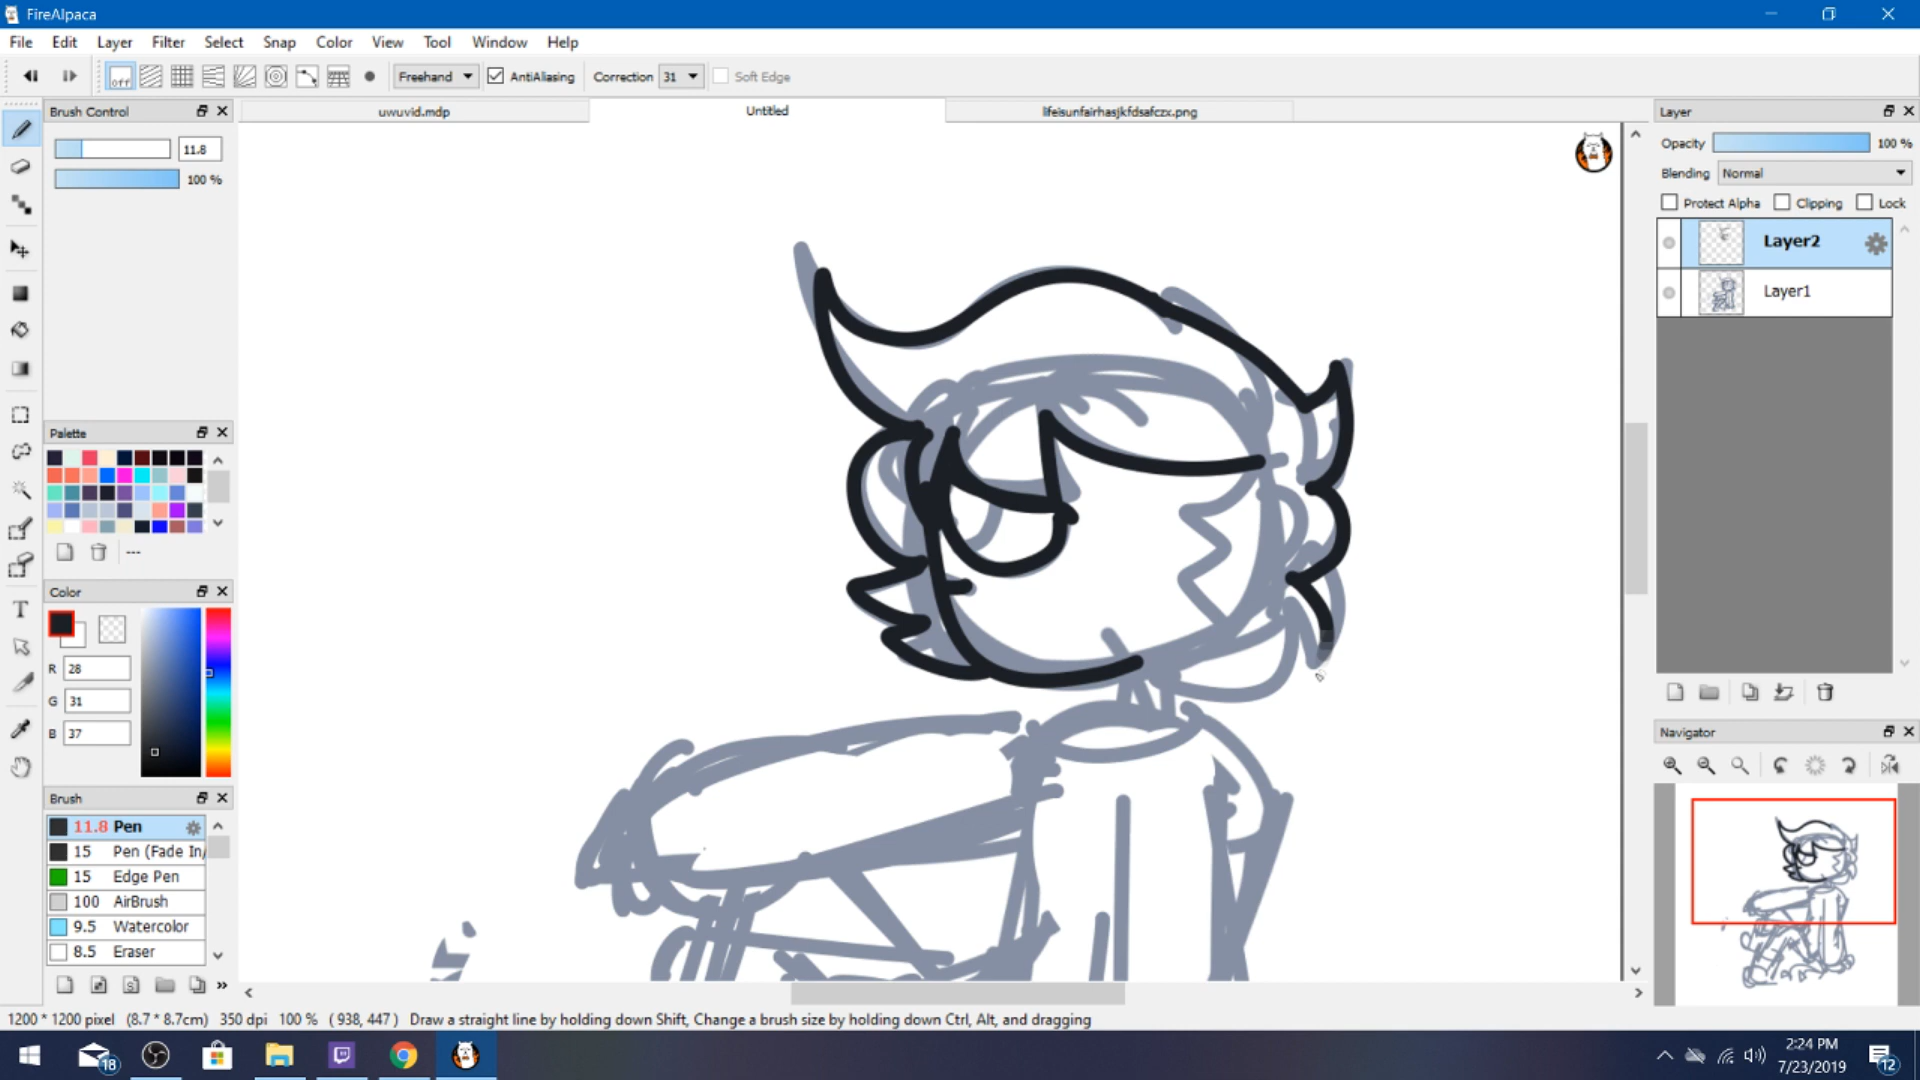 FireAlpaca
File Edit Layer Filter Select Snap Color View Tool Window Help
off Freehand AntiAliasing Correction 31 Soft Edge
Brush Control
uwuvid.mdp
Untitled
lifeisunfairhasjkfdsafczx.png
Layer
11.8
100 %
Opacity 100 %
Blending Normal
Protect Alpha Clipping Lock
Layer2
Layer1
Palette
---
Color
R 28
G 31
B 37
Navigator
Brush
11.8 Pen
15 Pen (Fade In/
15 Edge Pen
100 AirBrush
9.5 Watercolor
8.5 Eraser
1200 * 1200 pixel (8.7 * 8.7cm) 350 dpi 100 % ( 938, 447 ) Draw a straight line by holding down Shift, Change a brush size by holding down Ctrl, Alt, and dragging
18
2:24 PM
7/23/2019
12